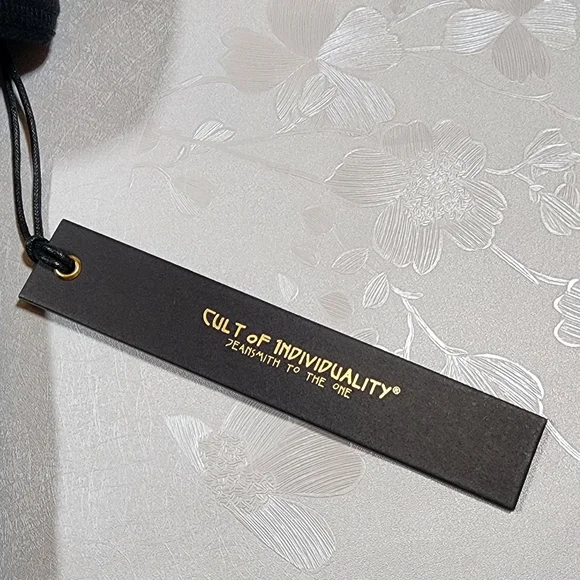 CULT OF INDIVIDUALITY®
JEANSMITH TO THE ONE